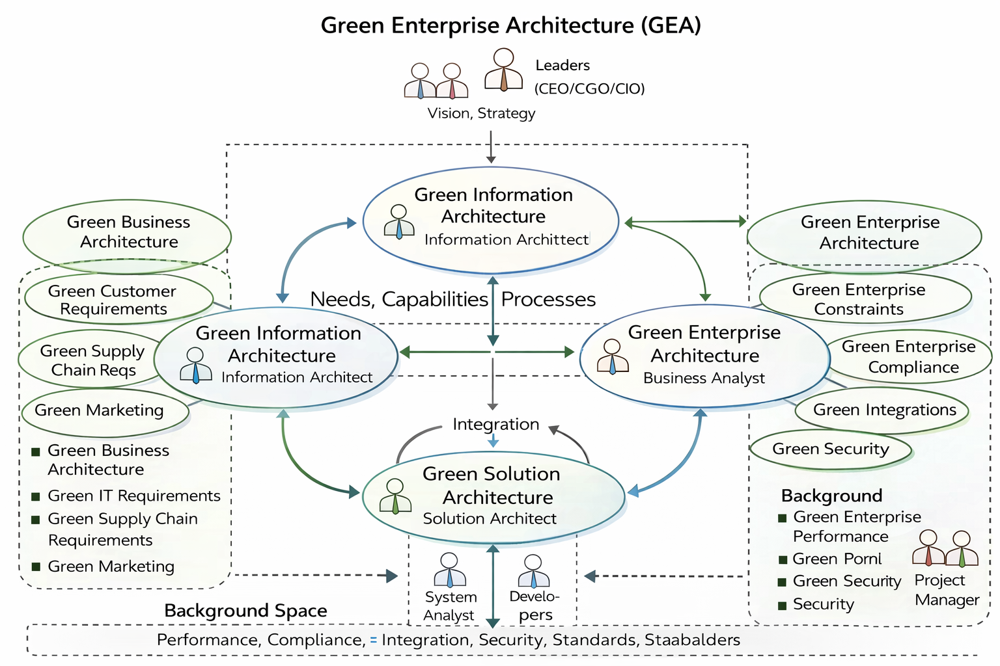 Green Enterprise Architecture (GEA)
Leaders
(CEO/CGO/CIO)
Vision, Strategy
Green Information
Architecture
Information Archittect
Green Business
Architecture
Green Enterprise
Architecture
Green Customer
Requirements
Green Enterprise
Constraints
Needs, Capabilities
Processes
Green Supply
Chain Reqs
Green Information
Architecture
Information Architect
Green Enterprise
Architecture
Business Analyst
Green Enterprise
Compliance
Green Marketing
Green Integrations
Integration
Green Security
Green Business
Architecture
Green IT Requirements
Green Supply Chain
Requirements
Green Marketing
Green Solution
Architecture
Solution Architect
Background
Green Enterprise
Performance
Green Pornl
Green Security
Security
Project
Manager
System
Analyst
Develo-
pers
Background Space
Performance, Compliance, = Integration, Security, Standards, Staabalders